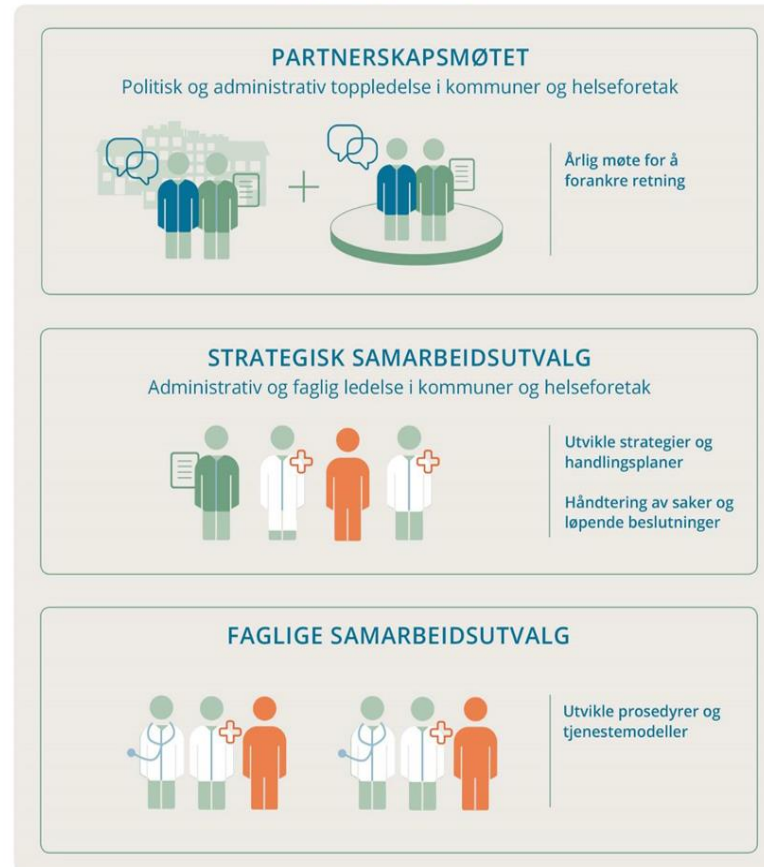 PARTNERSKAPSMØTET
Politisk og administrativ toppledelse i kommuner og helseforetak
Årlig møte for å
forankre retning
STRATEGISK SAMARBEIDSUTVALG
Administrativ og faglig ledelse i kommuner og helseforetak
Utvikle strategier og
handlingsplaner
Håndtering av saker og
løpende beslutninger
FAGLIGE SAMARBEIDSUTVALG
Utvikle prosedyrer og
tjenestemodeller